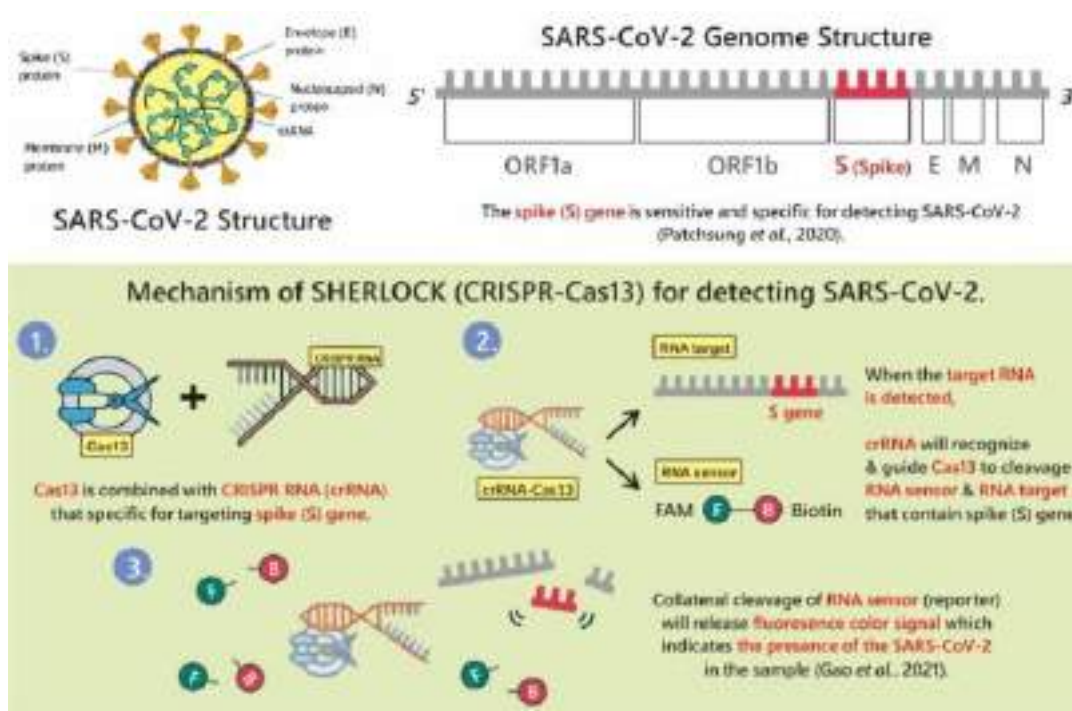 Spike (S)
protein
Envelope (E)
protein
Nucleocapsid (N)
protein
ssRNA
Membrane (M)
protein
SARS-CoV-2 Structure
SARS-CoV-2 Genome Structure
5'
3'
ORF1a
ORF1b
S (Spike)
E
M
N
The spike (S) gene is sensitive and specific for detecting SARS-CoV-2
(Patchsung et al., 2020).
Mechanism of SHERLOCK (CRISPR-Cas13) for detecting SARS-CoV-2.
1.
Cas13
+
CRISPR RNA
Cas13 is combined with CRISPR RNA (crRNA)
that specific for targeting spike (S) gene.
2.
crRNA-Cas13
RNA target
S gene
RNA sensor
FAM F B Biotin
When the target RNA
is detected,
crRNA will recognize
& guide Cas13 to cleavage
RNA sensor & RNA target
that contain spike (S) gene
3.
F
B
F
B
F
B
Collateral cleavage of RNA sensor (reporter)
will release fluoresence color signal which
indicates the presence of the SARS-CoV-2
in the sample (Gao et al., 2021).